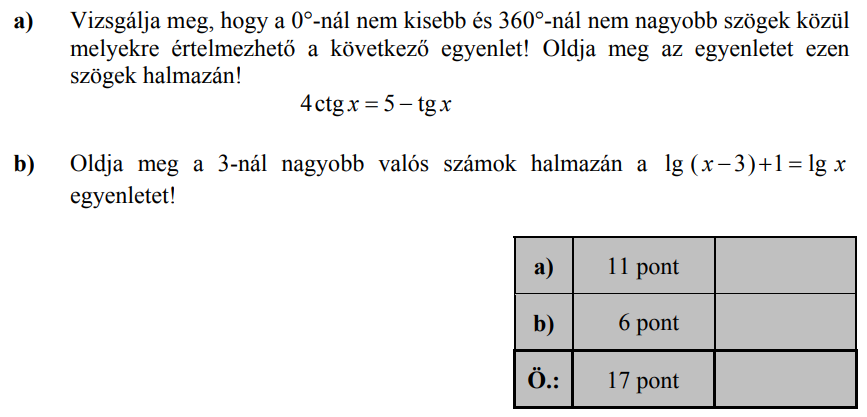 a) Vizsgálja meg, hogy a 0°-nál nem kisebb és 360°-nál nem nagyobb szögek közül
melyekre értelmezhető a következő egyenlet! Oldja meg az egyenletet ezen
szögek halmazán!
4 ctg x = 5 − tg x
b) Oldja meg a 3-nál nagyobb valós számok halmazán a lg (x−3)+1 = lg x
egyenletet!
a) 11 pont
b) 6 pont
Ö.: 17 pont